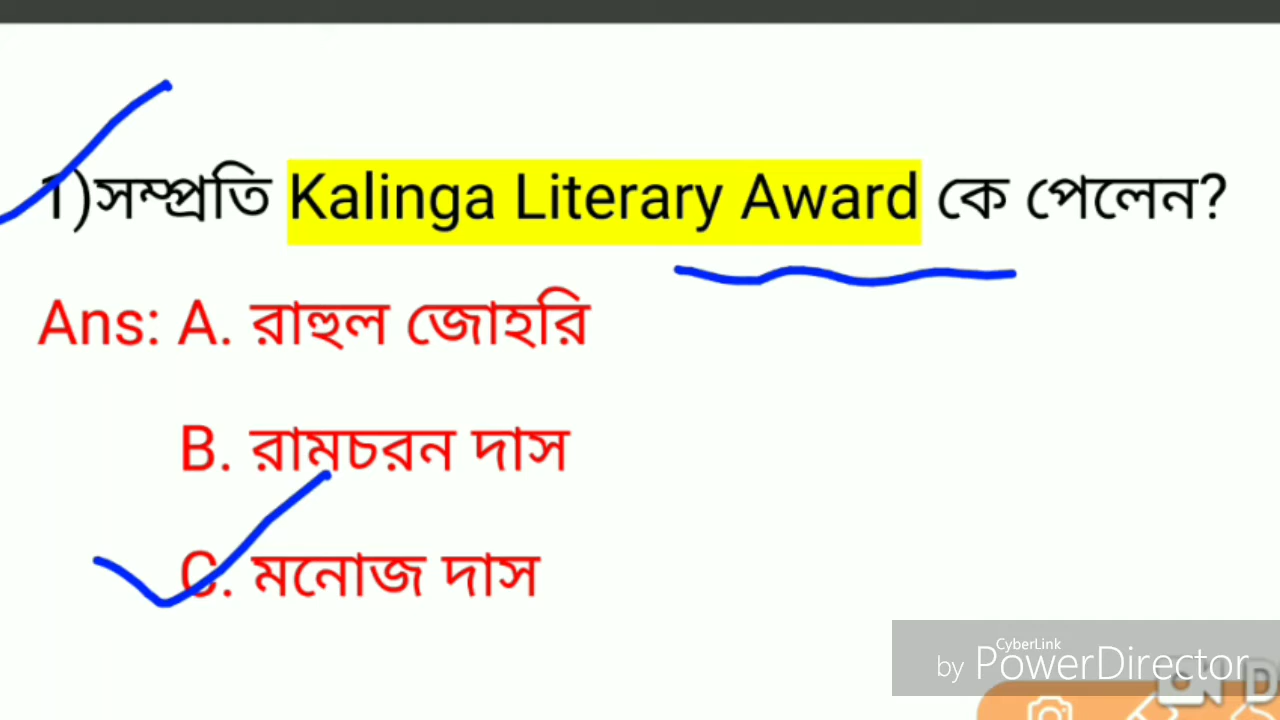 1)সম্প্রতি Kalinga Literary Award কে পেলেন?
Ans: A. রাহুল জোহরি
B. রামচরন দাস
C. মনোজ দাস
CyberLink
by PowerDirector